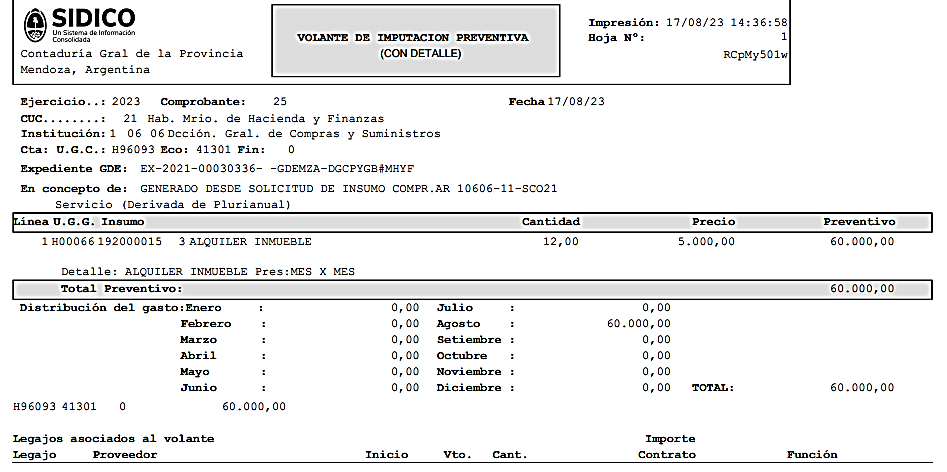 SIDICO
Un Sistema de Información
Consolidada
Contaduría Gral de la Provincia
Mendoza, Argentina
VOLANTE DE IMPUTACION PREVENTIVA
(CON DETALLE)
Impresión: 17/08/23 14:36:58
Hoja N°: 1
RCpMy501w
Ejercicio..: 2023 Comprobante: 25 Fecha 17/08/23
CUC........: 21 Hab. Mrio. de Hacienda y Finanzas
Institución: 1 06 06 Dcción. Gral. de Compras y Suministros
Cta: U.G.C.: H96093 Eco: 41301 Fin: 0
Expediente GDE: EX-2021-00030336- -GDEMZA-DGCPYGB#MHYF
En concepto de: GENERADO DESDE SOLICITUD DE INSUMO COMPR.AR 10606-11-SCO21
Servicio (Derivada de Plurianual)
Línea U.G.G. Insumo Cantidad Precio Preventivo
1 H00066 192000015 3 ALQUILER INMUEBLE 12,00 5.000,00 60.000,00
Detalle: ALQUILER INMUEBLE Pres:MES X MES
Total Preventivo: 60.000,00
Distribución del gasto:Enero : 0,00 Julio : 0,00
Febrero : 0,00 Agosto : 60.000,00
Marzo : 0,00 Setiembre : 0,00
Abril : 0,00 Octubre : 0,00
Mayo : 0,00 Noviembre : 0,00
Junio : 0,00 Diciembre : 0,00 TOTAL: 60.000,00
H96093 41301 0 60.000,00
Legajos asociados al volante Importe
Legajo Proveedor Inicio Vto. Cant. Contrato Función